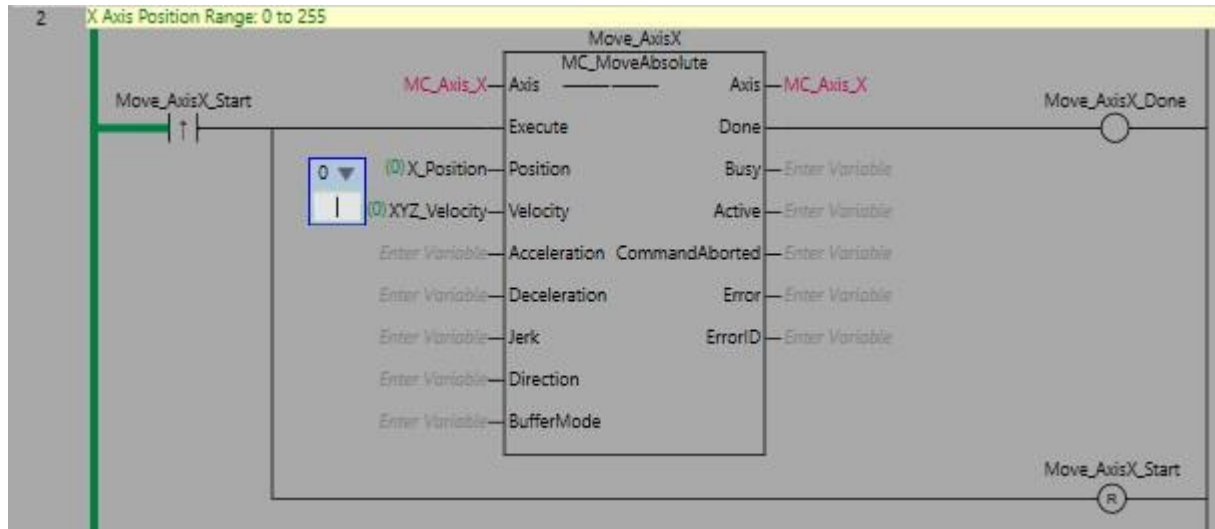 2 X Axis Position Range: 0 to 255
Move_AxisX
MC_MoveAbsolute
MC_Axis_X Axis Axis MC_Axis_X
Move_AxisX_Start Move_AxisX_Done
Execute Done
0 (0) X_Position Position Busy Enter Variable
(0) XYZ_Velocity Velocity Active Enter Variable
Enter Variable Acceleration CommandAborted Enter Variable
Enter Variable Deceleration Error Enter Variable
Enter Variable Jerk ErrorID Enter Variable
Enter Variable Direction
Enter Variable BufferMode
Move_AxisX_Start
R